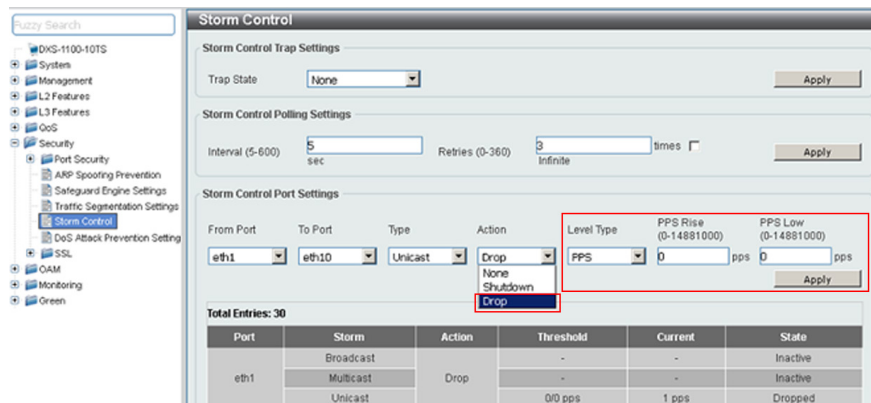 Fuzzy Search
DXS-1100-10TS
System
Management
L2 Features
L3 Features
QoS
Security
Port Security
ARP Spoofing Prevention
Safeguard Engine Settings
Traffic Segmentation Settings
Storm Control
DoS Attack Prevention Setting
SSL
OAM
Monitoring
Green
Storm Control
Storm Control Trap Settings
Trap State None Apply
Storm Control Polling Settings
Interval (5-600) 5 sec Retries (0-360) 3 times Infinite Apply
Storm Control Port Settings
From Port To Port Type Action Level Type PPS Rise (0-14881000) PPS Low (0-14881000)
eth1 eth10 Unicast Drop PPS 0 pps 0 pps
None
Shutdown
Drop
Apply
Total Entries: 30
Port Storm Action Threshold Current State
Broadcast - - Inactive
eth1 Multicast Drop - - Inactive
Unicast 0/0 pps 1 pps Dropped